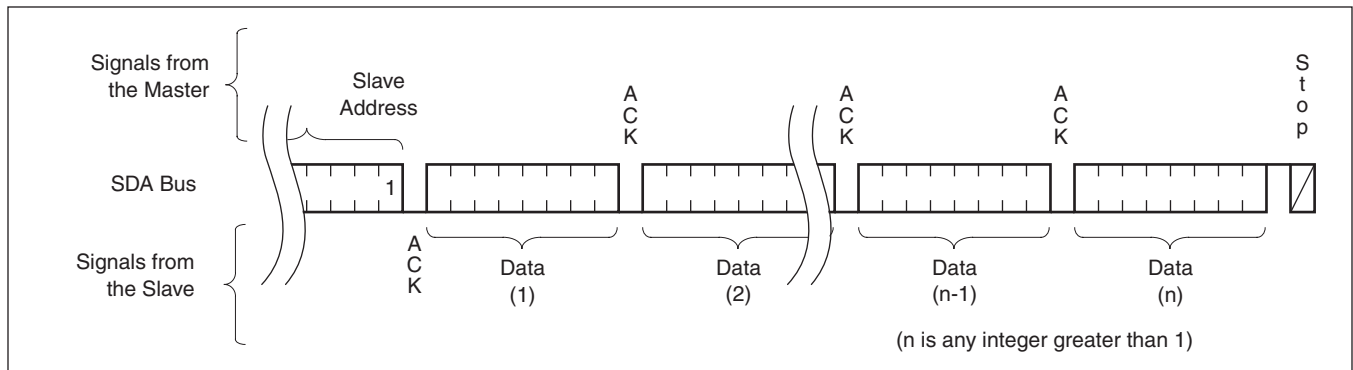 Signals from
the Master
Slave
Address
A
C
K
A
C
K
A
C
K
S
t
o
p
SDA Bus
1
Signals from
the Slave
A
C
K
Data
(1)
Data
(2)
Data
(n-1)
Data
(n)
(n is any integer greater than 1)